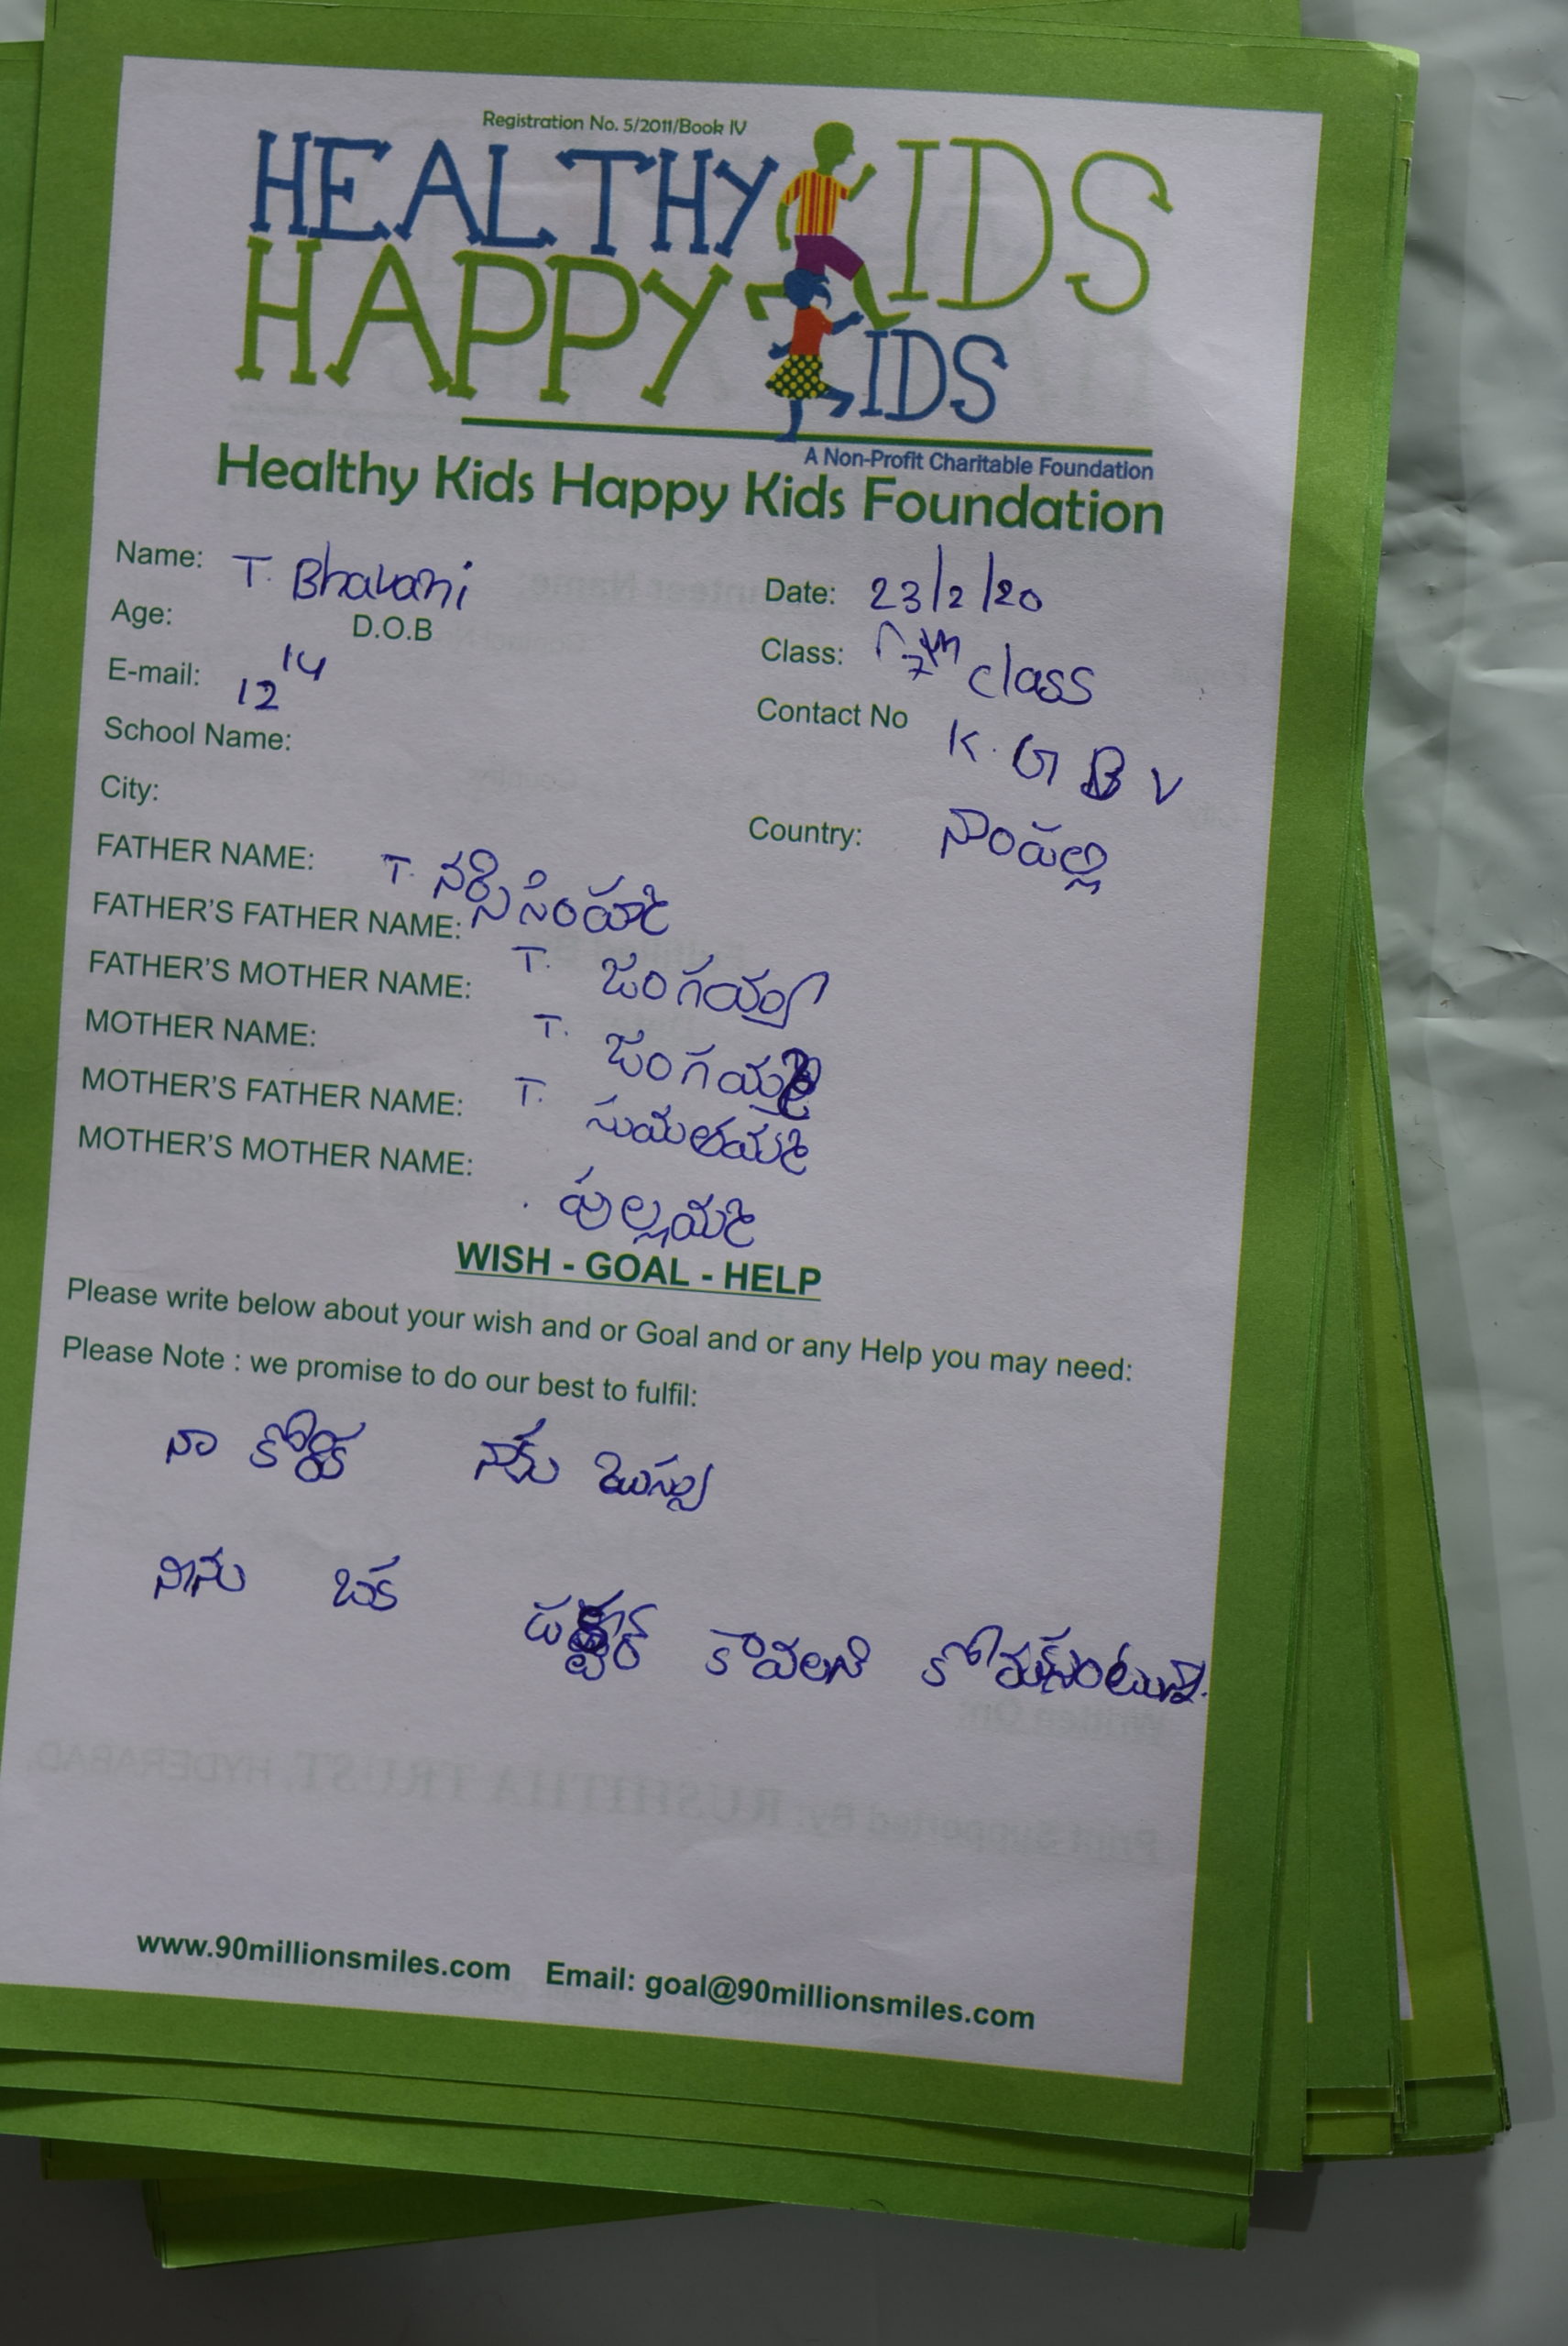 Registration No. 5/2011/Book IV
HEALTHY KIDS
HAPPY KIDS
A Non-Profit Charitable Foundation
Healthy Kids Happy Kids Foundation
Name: T. Bhavani Date: 23/2/20
Age: D.O.B 14 Class: 7th class
E-mail: 12 Contact No
School Name: K. G B V
City: Country: నాంపల్లి
FATHER NAME: T.
FATHER'S FATHER NAME: T. జంగయ్య
FATHER'S MOTHER NAME: T.
MOTHER NAME: T.
MOTHER'S FATHER NAME:
MOTHER'S MOTHER NAME: పుల్లయమ్మ
WISH - GOAL - HELP
Please write below about your wish and or Goal and or any Help you may need:
Please Note : we promise to do our best to fulfil:
నా కోరిక నాకు బుస్సు
నిను ఒక కావలని కోరుకుంటున్న.
www.90millionsmiles.com Email: goal@90millionsmiles.com